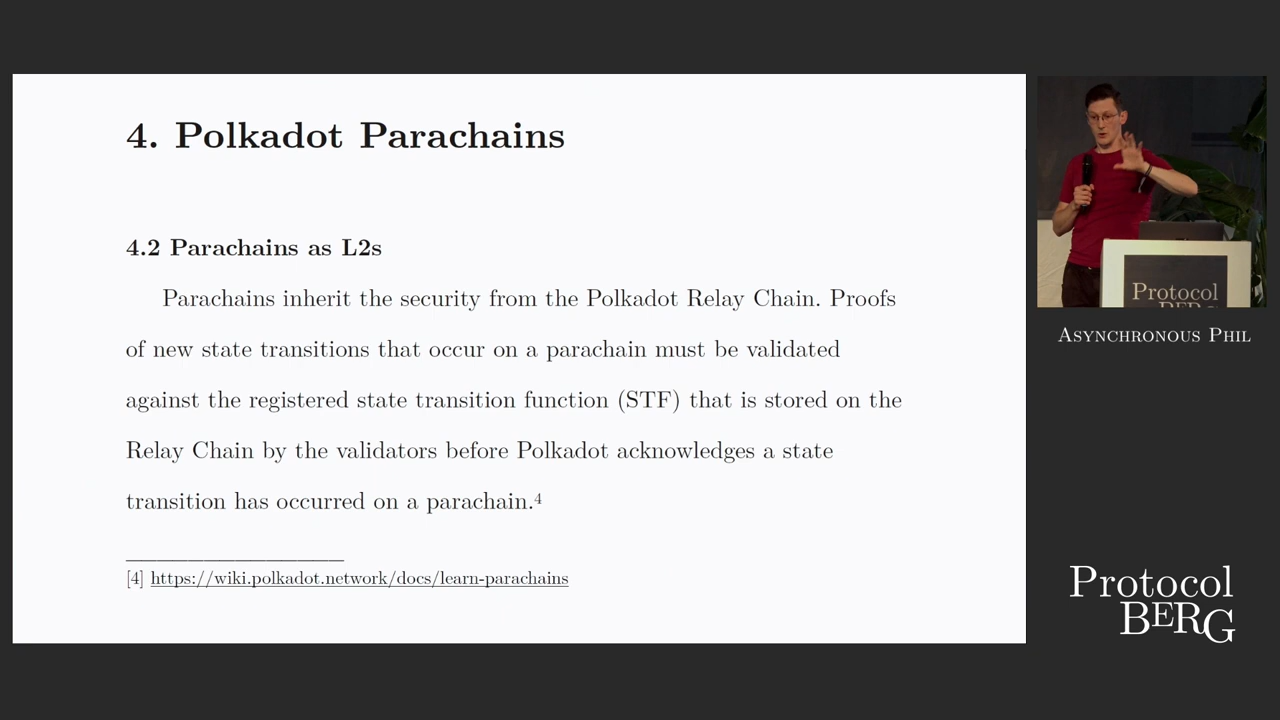 4. Polkadot Parachains
4.2 Parachains as L2s
Parachains inherit the security from the Polkadot Relay Chain. Proofs
of new state transitions that occur on a parachain must be validated
against the registered state transition function (STF) that is stored on the
Relay Chain by the validators before Polkadot acknowledges a state
transition has occurred on a parachain.⁴
[4] https://wiki.polkadot.network/docs/learn-parachains
Protocol
BERG
Asynchronous Phil
Protocol
BERG